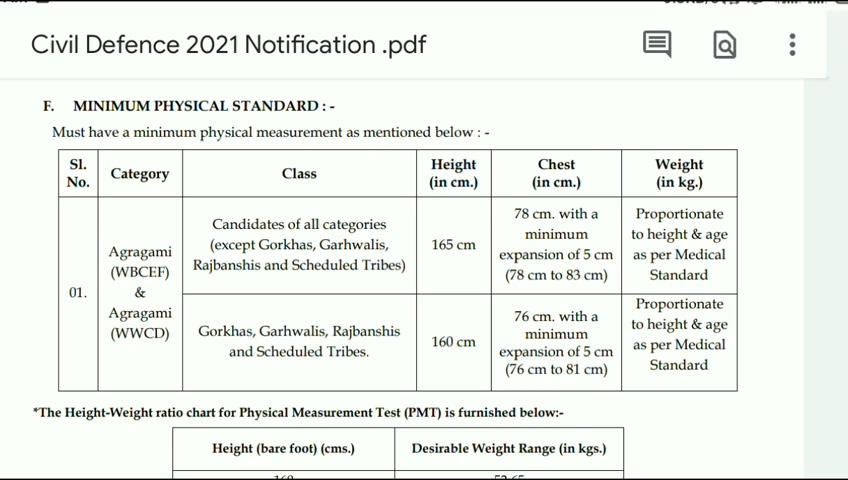 Civil Defence 2021 Notification .pdf
F. MINIMUM PHYSICAL STANDARD : -
Must have a minimum physical measurement as mentioned below : -
Sl. No. Category Class Height (in cm.) Chest (in cm.) Weight (in kg.)
01.
Agragami
(WBCEF)
&
Agragami
(WWCD)
Candidates of all categories
(except Gorkhas, Garhwalis,
Rajbanshis and Scheduled Tribes)
165 cm
78 cm. with a
minimum
expansion of 5 cm
(78 cm to 83 cm)
Proportionate
to height & age
as per Medical
Standard
Gorkhas, Garhwalis, Rajbanshis
and Scheduled Tribes.
160 cm
76 cm. with a
minimum
expansion of 5 cm
(76 cm to 81 cm)
Proportionate
to height & age
as per Medical
Standard
*The Height-Weight ratio chart for Physical Measurement Test (PMT) is furnished below:-
Height (bare foot) (cms.) Desirable Weight Range (in kgs.)